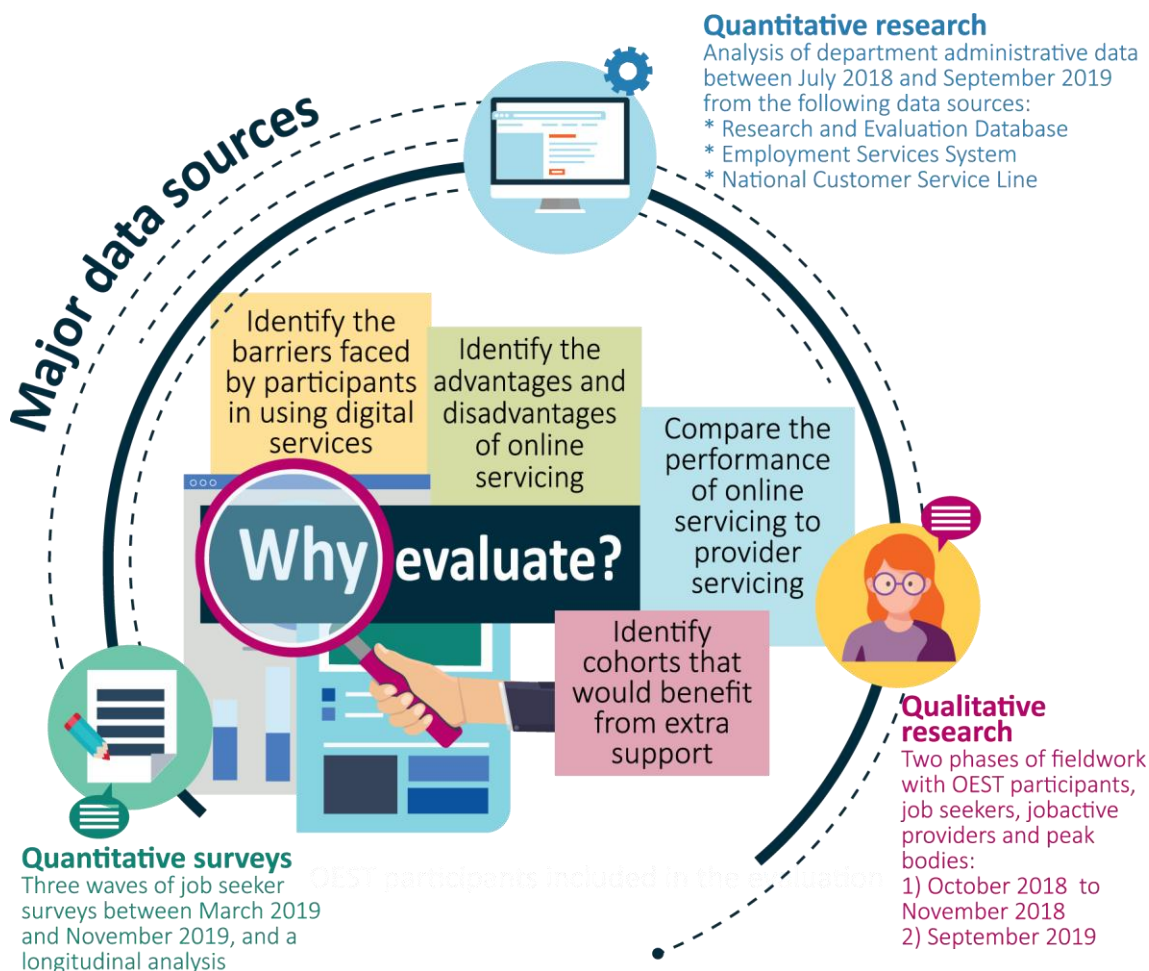 Quantitative research
Analysis of department administrative data
between July 2018 and September 2019
from the following data sources:
* Research and Evaluation Database
* Employment Services System
* National Customer Service Line
Major data sources
Identify the
barriers faced
by participants
in using digital
services
Identify the
advantages and
disadvantages
of online
servicing
Compare the
performance
of online
servicing to
provider
servicing
Why evaluate?
Identify
cohorts that
would benefit
from extra
support
Qualitative
research
Two phases of fieldwork
with OEST participants,
job seekers, jobactive
providers and peak
bodies:
1) October 2018 to
November 2018
2) September 2019
Quantitative surveys
Three waves of job seeker
surveys between March 2019
and November 2019, and a
longitudinal analysis
OEST participants included in the evaluation